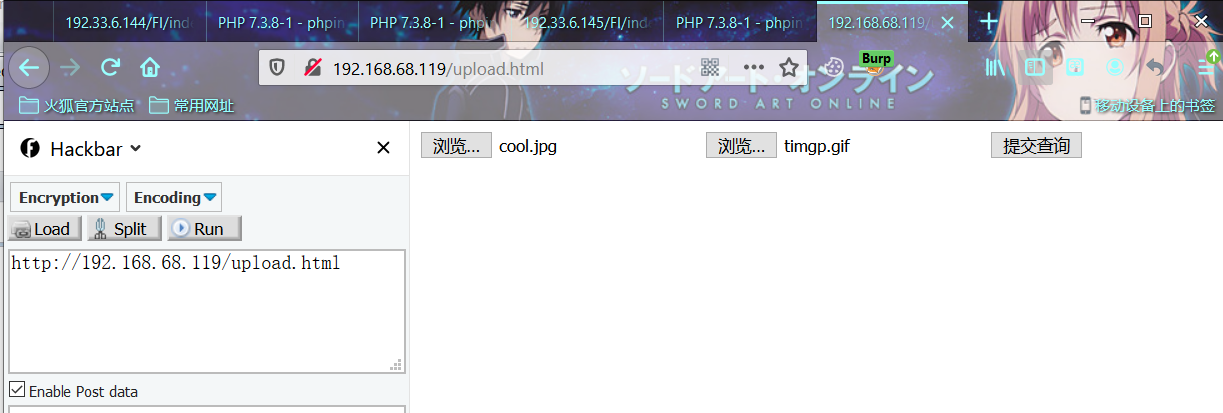 192.33.6.144/FI/ind PHP 7.3.8-1 - phpin PHP 7.3.8-1 - phpin 192.33.6.145/FI/ind PHP 7.3.8-1 - phpin 192.168.68.119/
192.168.68.119/upload.html
Burp
ソードアート・オンライン
SWORD ART ONLINE
火狐官方站点 常用网址 移动设备上的书签
Hackbar
浏览... cool.jpg 浏览... timgp.gif 提交查询
Encryption Encoding
Load Split Run
http://192.168.68.119/upload.html
Enable Post data